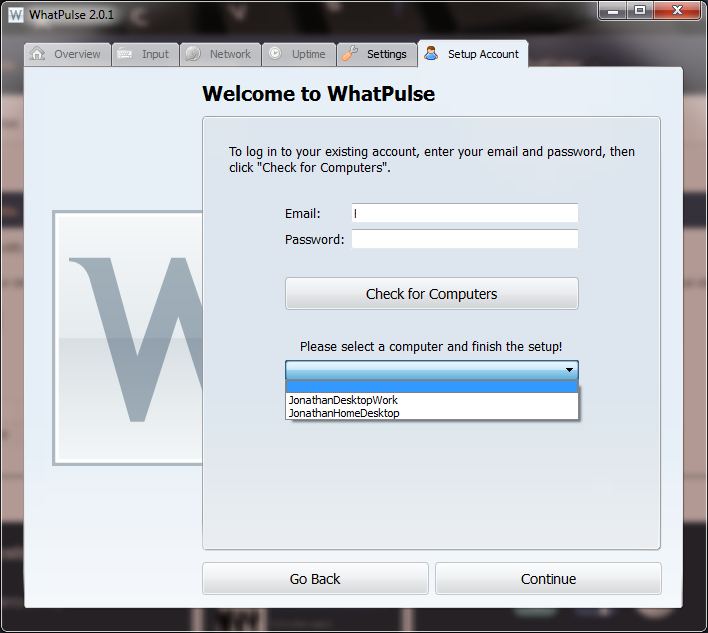 WhatPulse 2.0.1
Overview Input Network Uptime Settings Setup Account
Welcome to WhatPulse
To log in to your existing account, enter your email and password, then
click "Check for Computers".
Email:
Password:
Check for Computers
Please select a computer and finish the setup!
JonathanDesktopWork
JonathanHomeDesktop
Go Back Continue